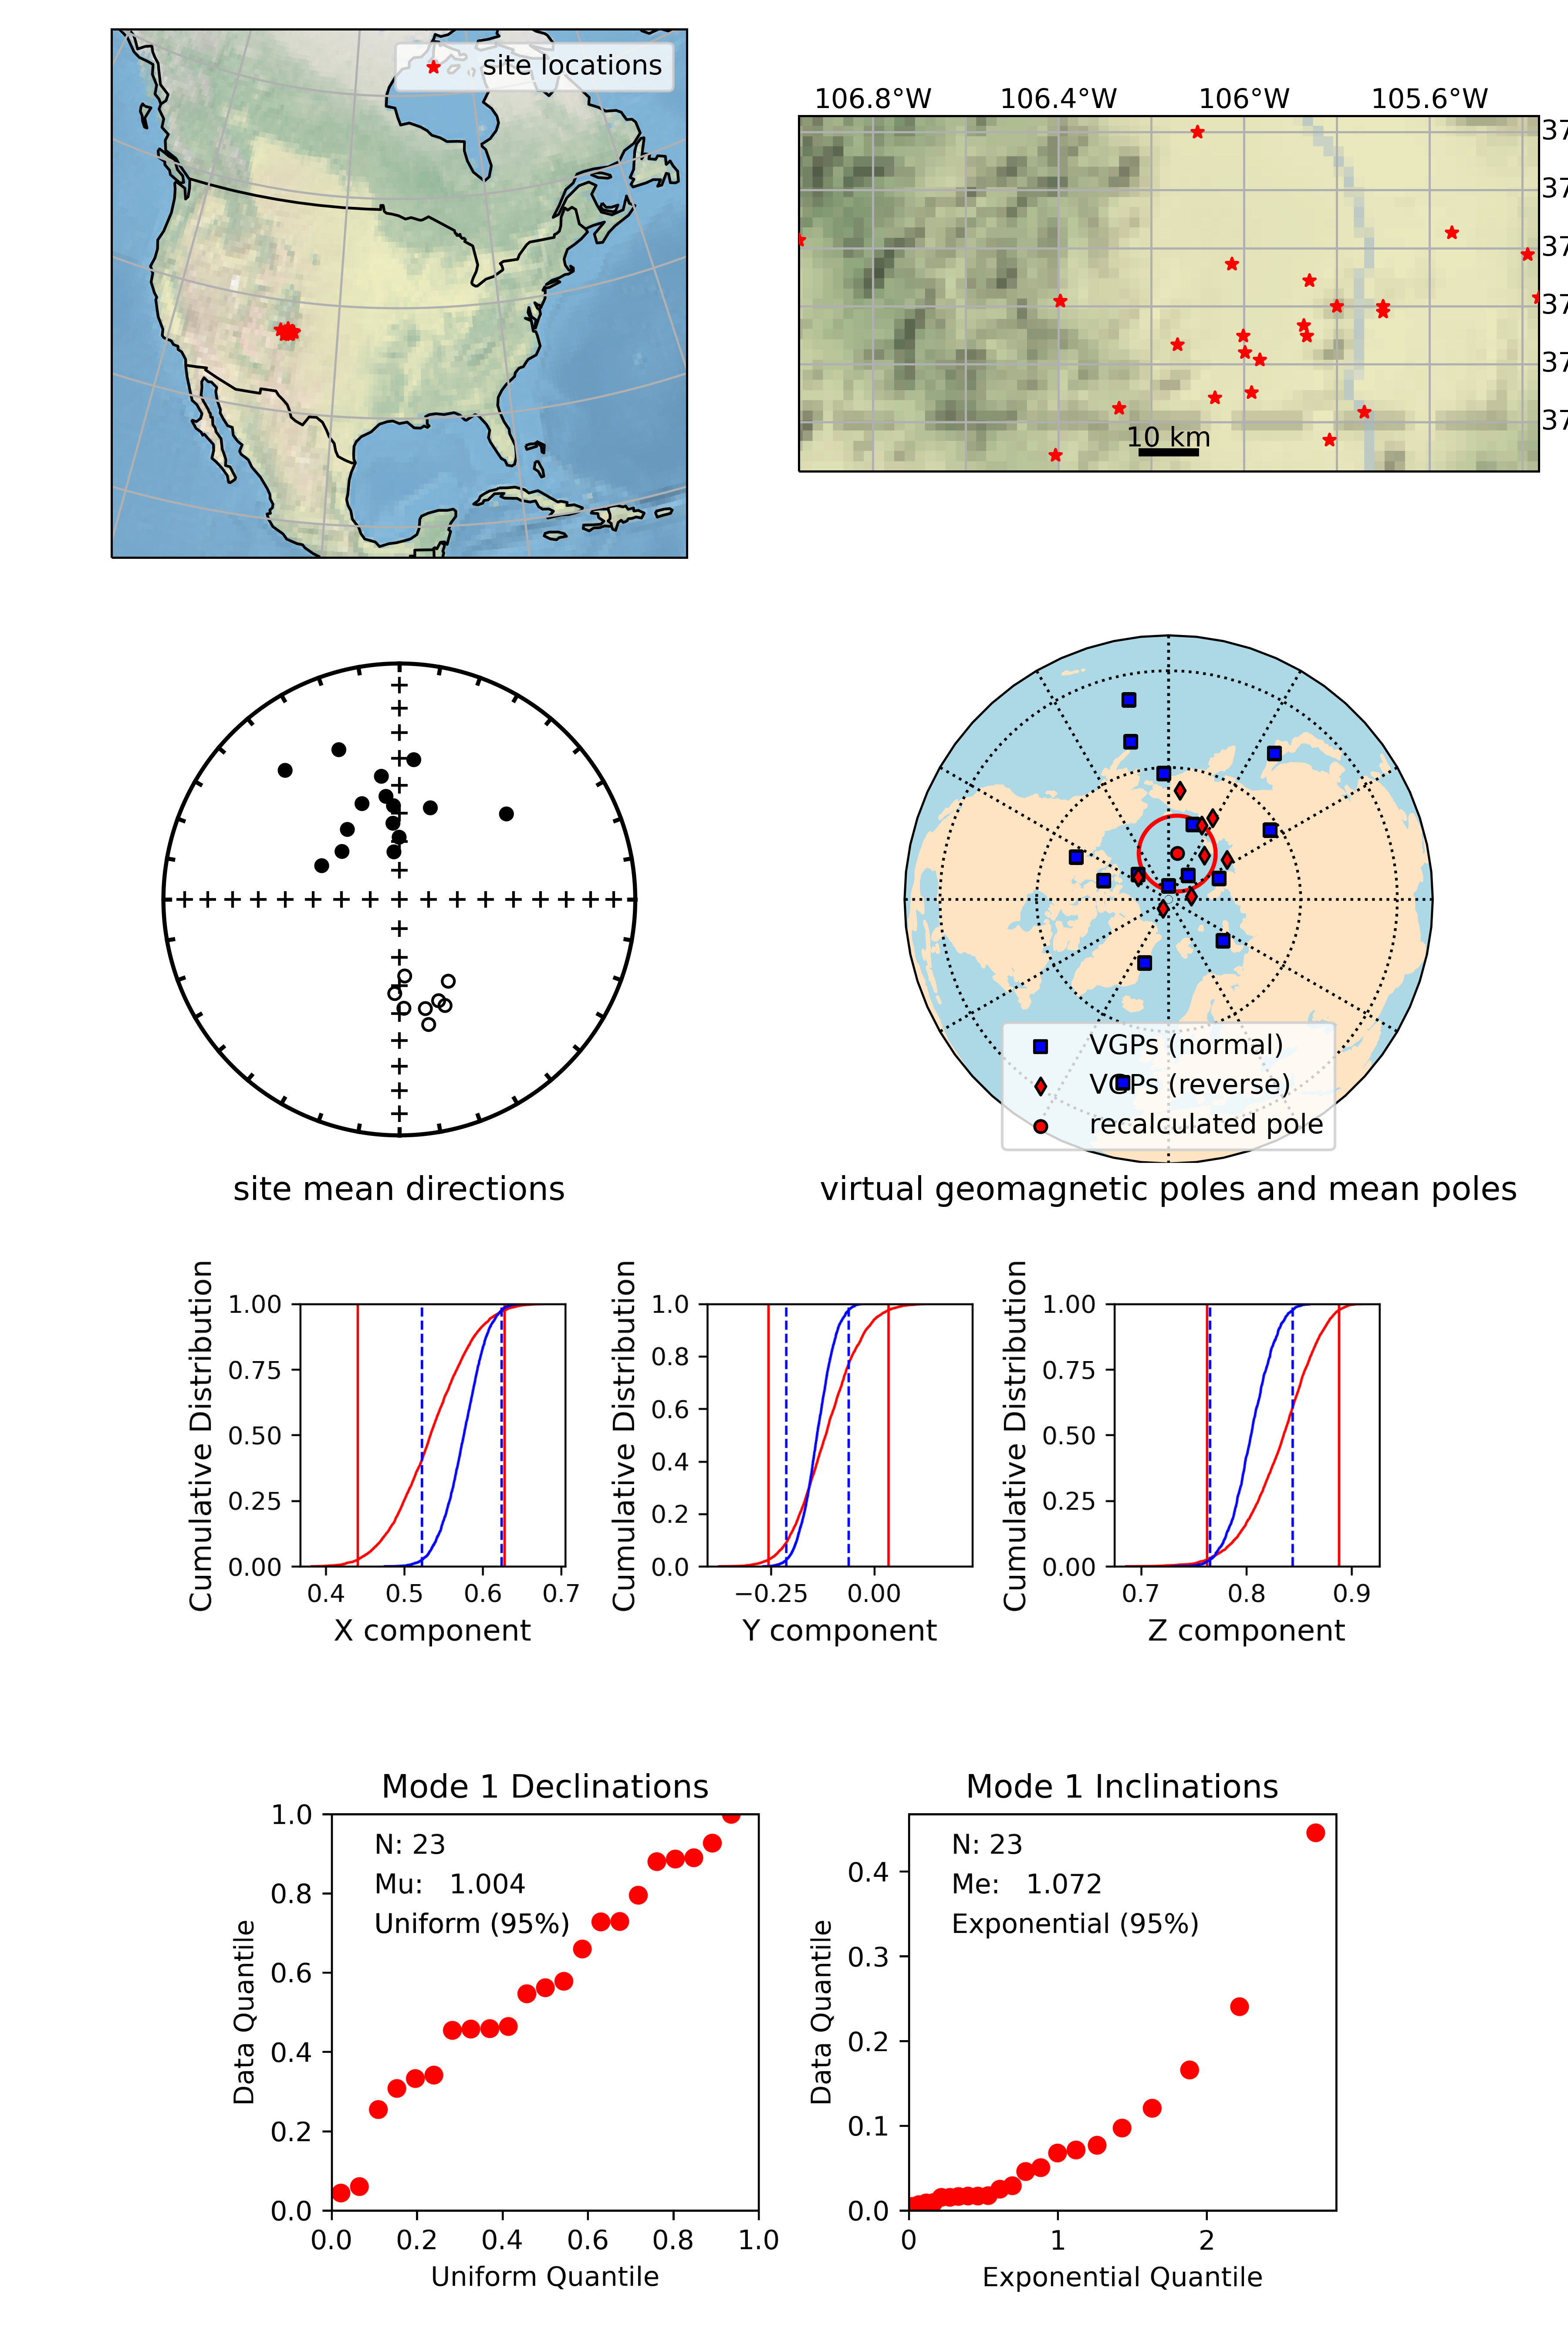 site locations
106.8°W 106.4°W 106°W 105.6°W
37
37
37
37
37
37
10 km
VGPs (normal)
VGPs (reverse)
recalculated pole
site mean directions
virtual geomagnetic poles and mean poles
Cumulative Distribution
1.00
0.75
0.50
0.25
0.00
0.4 0.5 0.6 0.7
X component
Cumulative Distribution
1.0
0.8
0.6
0.4
0.2
0.0
−0.25 0.00
Y component
Cumulative Distribution
1.00
0.75
0.50
0.25
0.00
0.7 0.8 0.9
Z component
Mode 1 Declinations
N: 23
Mu: 1.004
Uniform (95%)
Data Quantile
1.0
0.8
0.6
0.4
0.2
0.0
0.0 0.2 0.4 0.6 0.8 1.0
Uniform Quantile
Mode 1 Inclinations
N: 23
Me: 1.072
Exponential (95%)
Data Quantile
0.4
0.3
0.2
0.1
0.0
0 1 2
Exponential Quantile